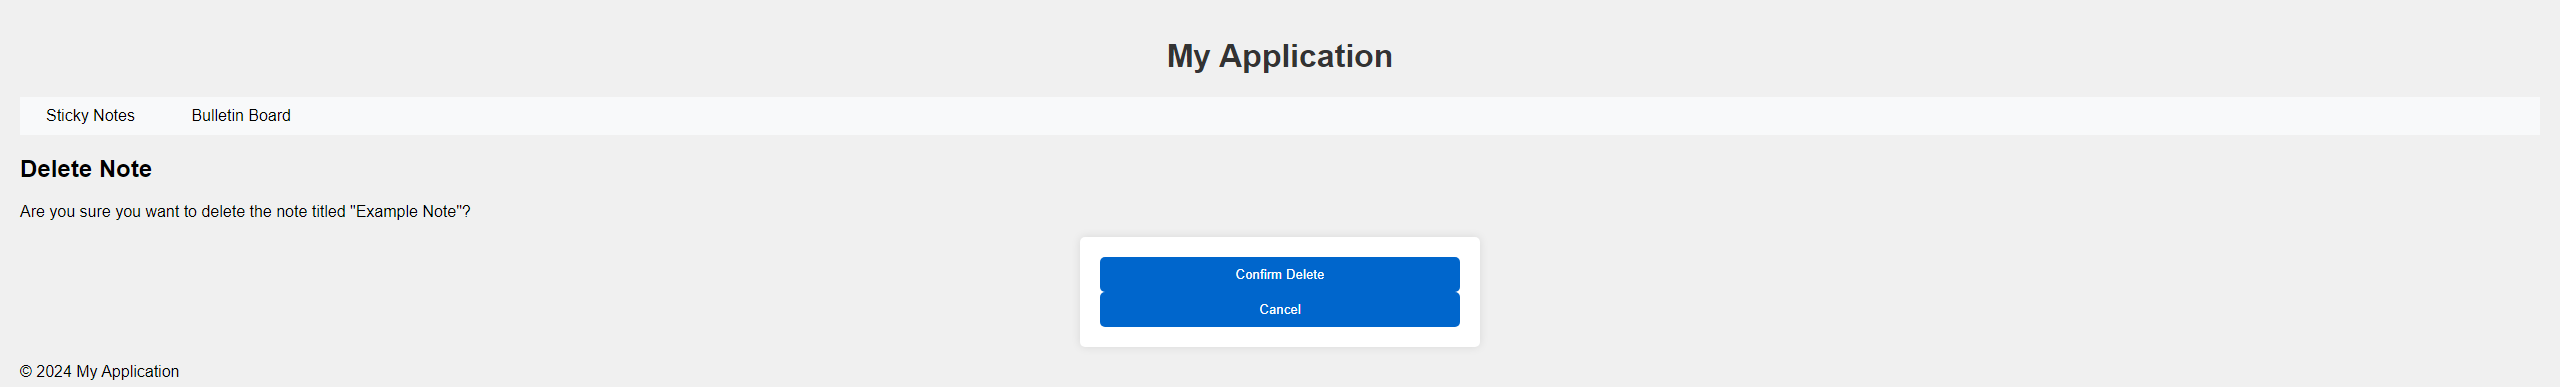 My Application
Sticky Notes Bulletin Board
Delete Note
Are you sure you want to delete the note titled "Example Note"?
Confirm Delete
Cancel
© 2024 My Application